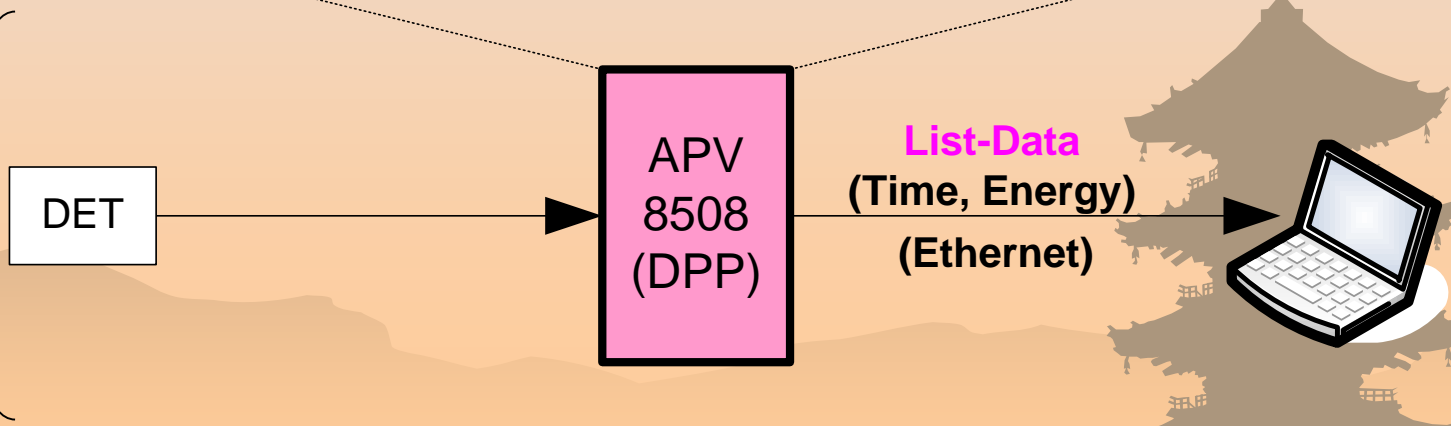 DET
APV
8508
(DPP)
List-Data
(Time, Energy)
(Ethernet)